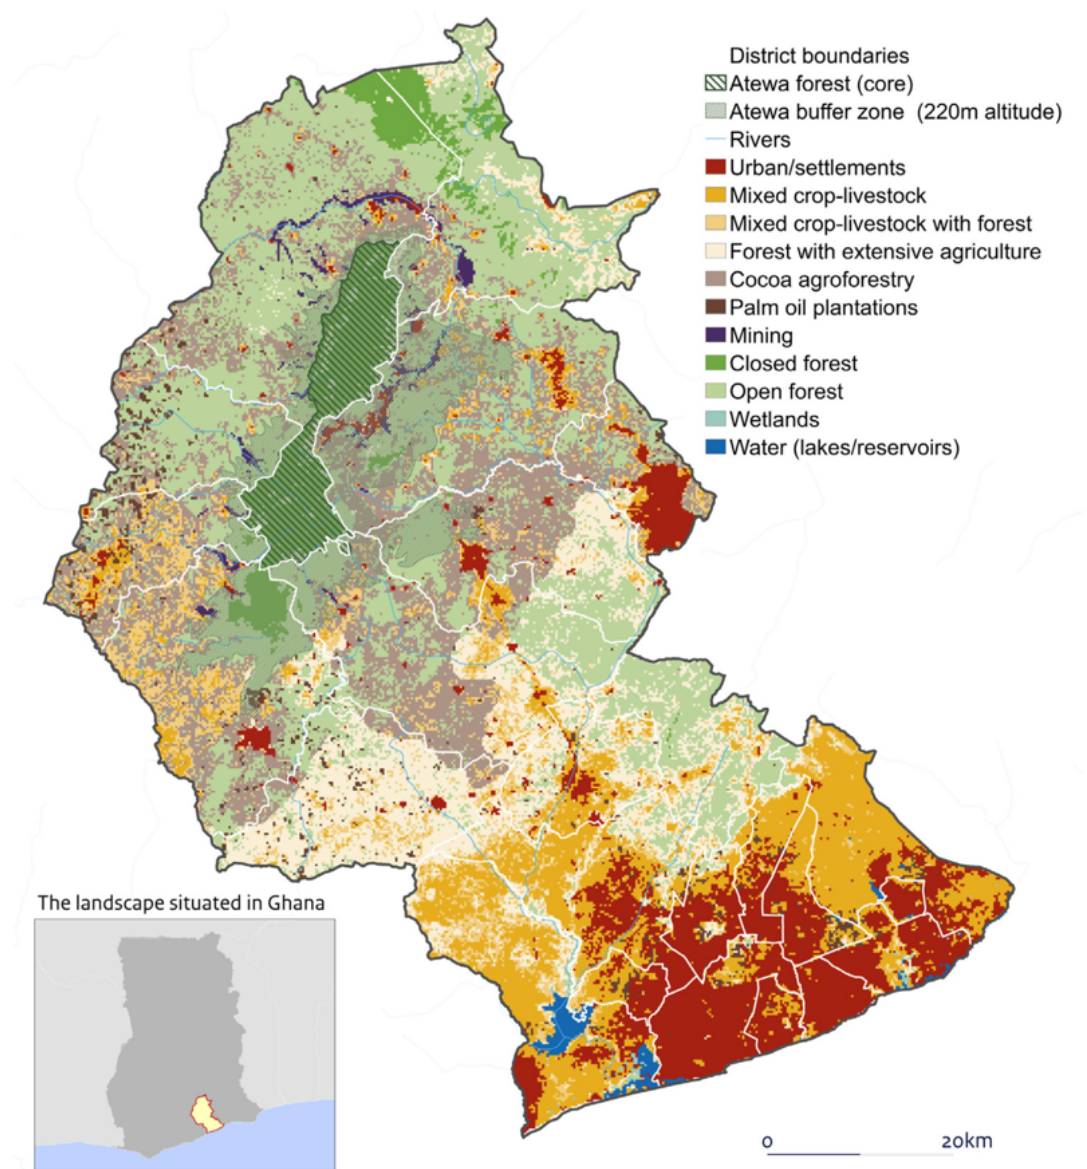 District boundaries
Atewa forest (core)
Atewa buffer zone (220m altitude)
Rivers
Urban/settlements
Mixed crop-livestock
Mixed crop-livestock with forest
Forest with extensive agriculture
Cocoa agroforestry
Palm oil plantations
Mining
Closed forest
Open forest
Wetlands
Water (lakes/reservoirs)
The landscape situated in Ghana
0 20km